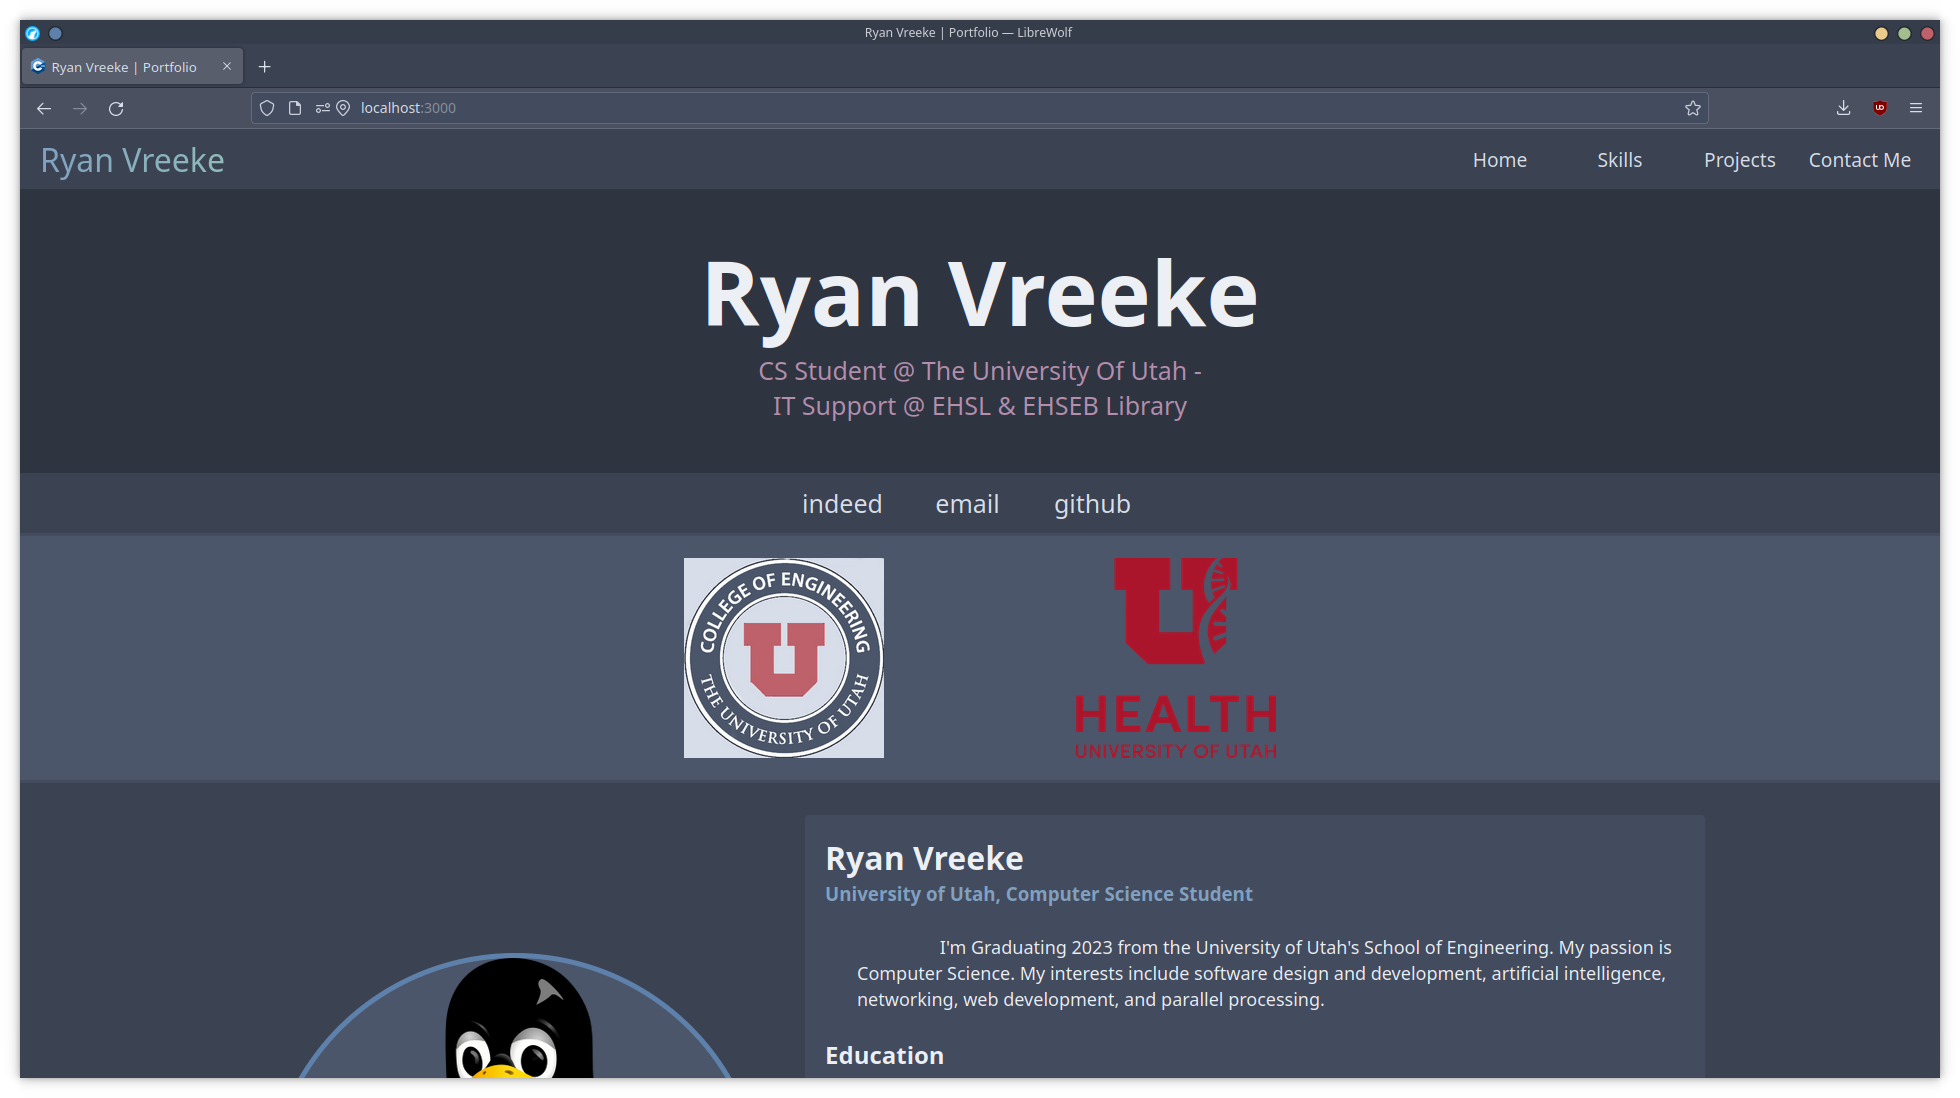 Ryan Vreeke | Portfolio — LibreWolf
Ryan Vreeke | Portfolio
localhost:3000
Ryan Vreeke
Home Skills Projects Contact Me
Ryan Vreeke
CS Student @ The University Of Utah -
IT Support @ EHSL & EHSEB Library
indeed email github
COLLEGE OF ENGINEERING
THE UNIVERSITY OF UTAH
U
U
HEALTH
UNIVERSITY OF UTAH
Ryan Vreeke
University of Utah, Computer Science Student
I'm Graduating 2023 from the University of Utah's School of Engineering. My passion is
Computer Science. My interests include software design and development, artificial intelligence,
networking, web development, and parallel processing.
Education